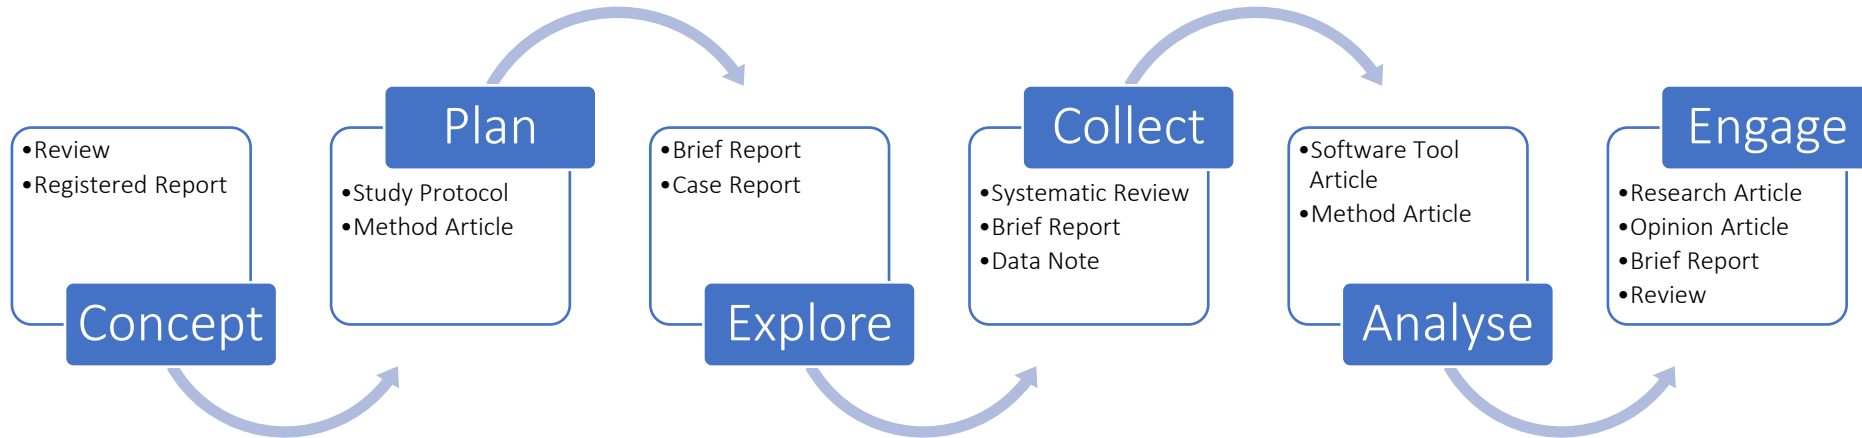 •Review
•Registered Report
Concept
Plan
•Study Protocol
•Method Article
•Brief Report
•Case Report
Explore
Collect
•Systematic Review
•Brief Report
•Data Note
•Software Tool
Article
•Method Article
Analyse
Engage
•Research Article
•Opinion Article
•Brief Report
•Review